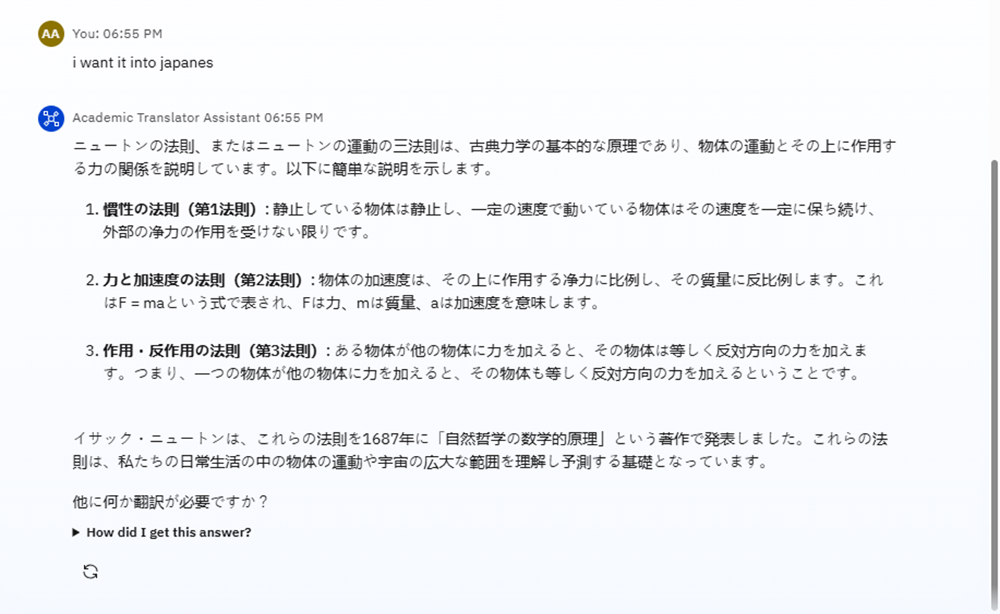 AA You: 06:55 PM
i want it into japanes
Academic Translator Assistant 06:55 PM
ニュートンの法則、またはニュートンの運動の三法則は、古典力学の基本的な原理であり、物体の運動とその上に作用す
る力の関係を説明しています。以下に簡単な説明を示します。
1. 慣性の法則（第1法則）: 静止している物体は静止し、一定の速度で動いている物体はその速度を一定に保ち続け、
外部の净力の作用を受けない限りです。
2. 力と加速度の法則（第2法則）: 物体の加速度は、その上に作用する净力に比例し、その質量に反比例します。これ
はF = maという式で表され、Fは力、mは質量、aは加速度を意味します。
3. 作用・反作用の法則（第3法則）: ある物体が他の物体に力を加えると、その物体は等しく反対方向の力を加えま
す。つまり、一つの物体が他の物体に力を加えると、その物体も等しく反対方向の力を加えるということです。
イサック・ニュートンは、これらの法則を1687年に「自然哲学の数学的原理」という著作で発表しました。これらの法
則は、私たちの日常生活の中の物体の運動や宇宙の広大な範囲を理解し予測する基礎となっています。
他に何か翻訳が必要ですか？
How did I get this answer?